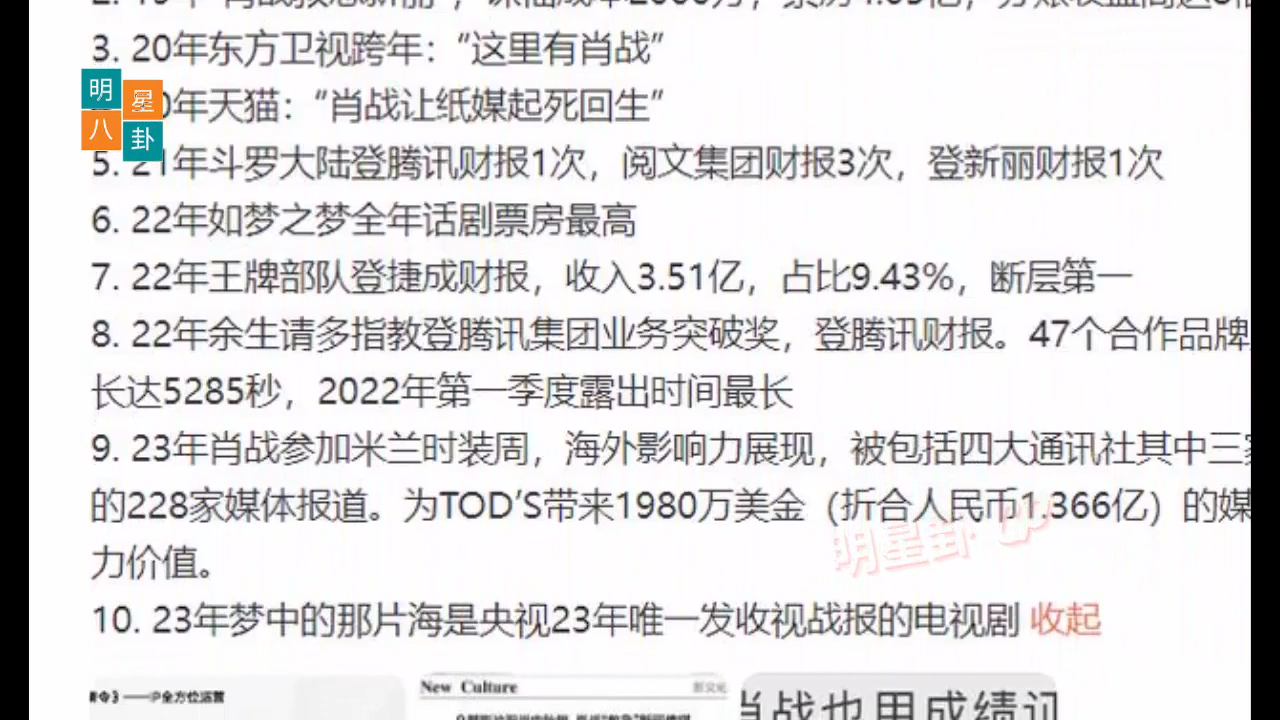 3. 20年东方卫视跨年：“这里有肖战”
明星八卦
0年天猫：“肖战让纸媒起死回生”
5. 21年斗罗大陆登腾讯财报1次，阅文集团财报3次，登新丽财报1次
6. 22年如梦之梦全年话剧票房最高
7. 22年王牌部队登捷成财报，收入3.51亿，占比9.43%，断层第一
8. 22年余生请多指教登腾讯集团业务突破奖，登腾讯财报。47个合作品牌
长达5285秒，2022年第一季度露出时间最长
9. 23年肖战参加米兰时装周，海外影响力展现，被包括四大通讯社其中三家
的228家媒体报道。为TOD’S带来1980万美金（折合人民币1.366亿）的媒
力价值。
明星卦
10. 23年梦中的那片海是央视23年唯一发收视战报的电视剧 收起
令3 ——IP全方位运营
New Culture
肖战也用成绩证